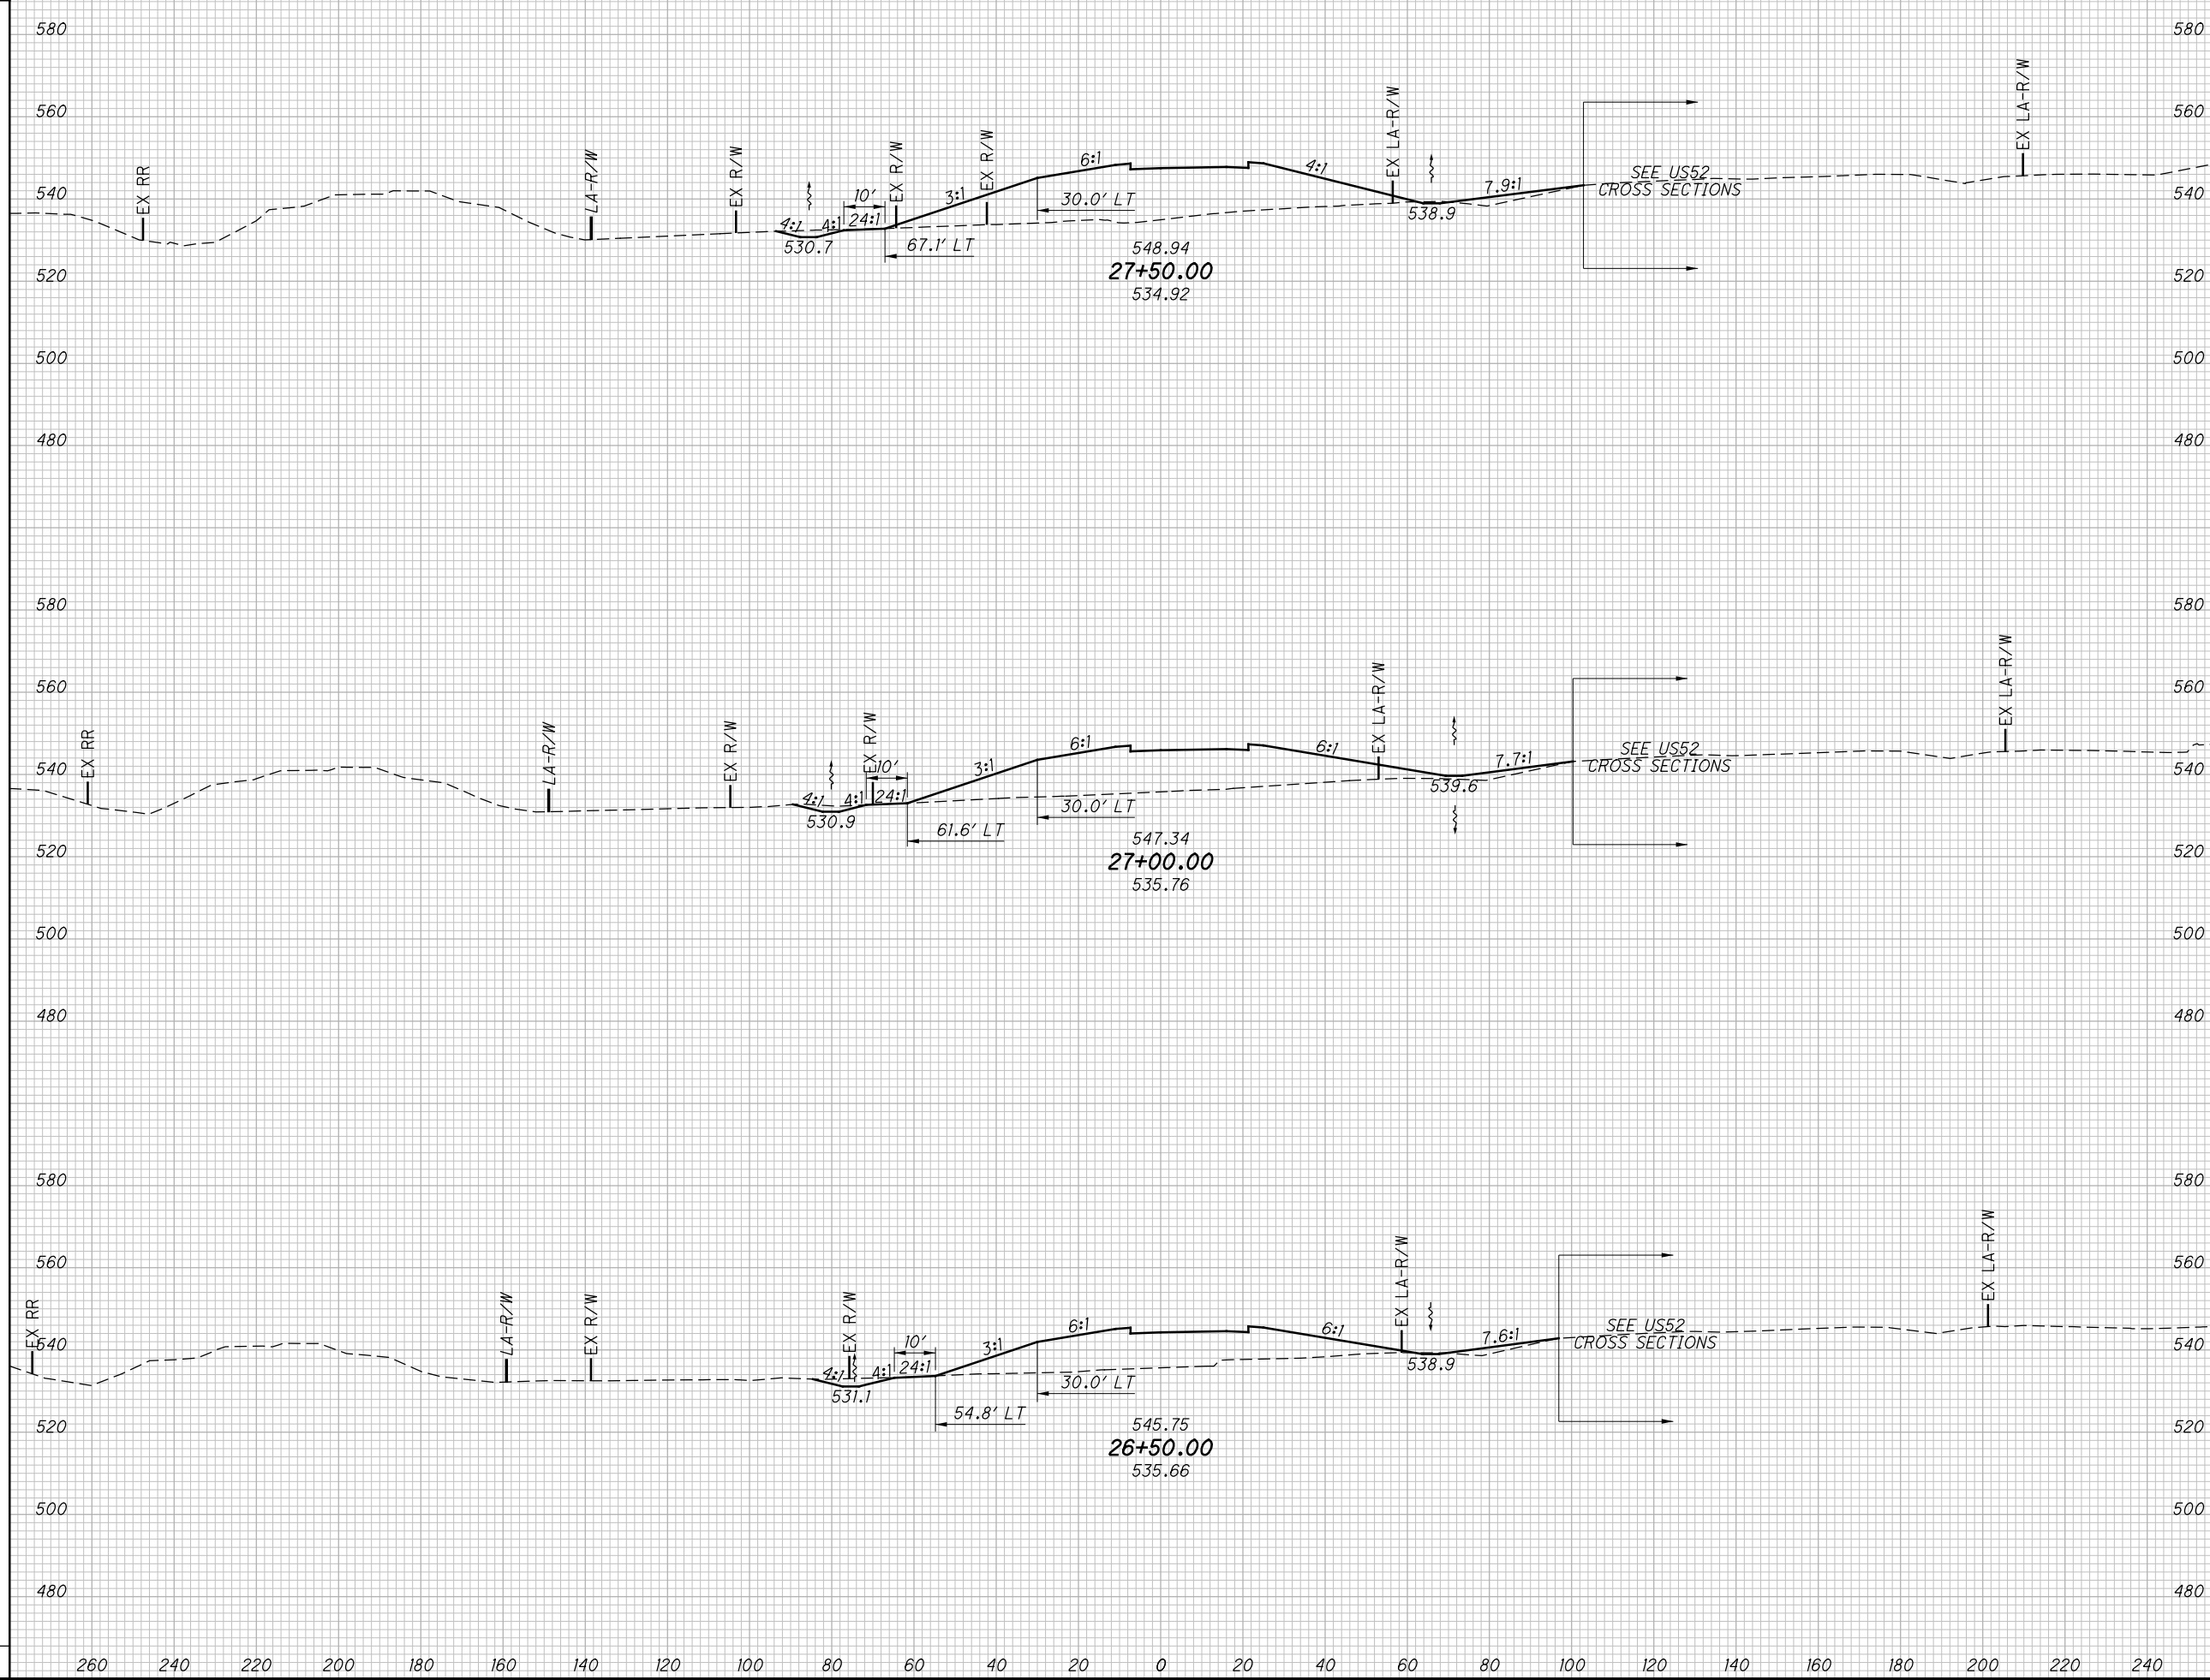 580 580
EX LA-R/W
EX LA-R/W
560 560
EX R/W
EX R/W
EX R/W
LA-R/W
EX RR
6:1
4:1
SEE US52
7.9:1
CROSS SECTIONS
540 540
10'
3:1
30.0' LT
538.9
4:1 4:1 24:1
530.7
67.1' LT
548.94
27+50.00
534.92
520 520
500 500
480 480
580 580
EX LA-R/W
EX LA-R/W
560 560
EX R/W
EX R/W
LA-R/W
EX RR
6:1
6:1
SEE US52
7.7:1
CROSS SECTIONS
540 540
10'
3:1
539.6
4:1 4:1 24:1
30.0' LT
530.9
61.6' LT
547.34
27+00.00
535.76
520 520
500 500
480 480
580 580
EX LA-R/W
EX LA-R/W
560 560
EX R/W
EX R/W
LA-R/W
EX RR
6:1
6:1
SEE US52
7.6:1
CROSS SECTIONS
540 540
10'
3:1
538.9
4:1 4:1 24:1
30.0' LT
531.1
54.8' LT
545.75
26+50.00
535.66
520 520
500 500
480 480
260 240 220 200 180 160 140 120 100 80 60 40 20 0 20 40 60 80 100 120 140 160 180 200 220 240